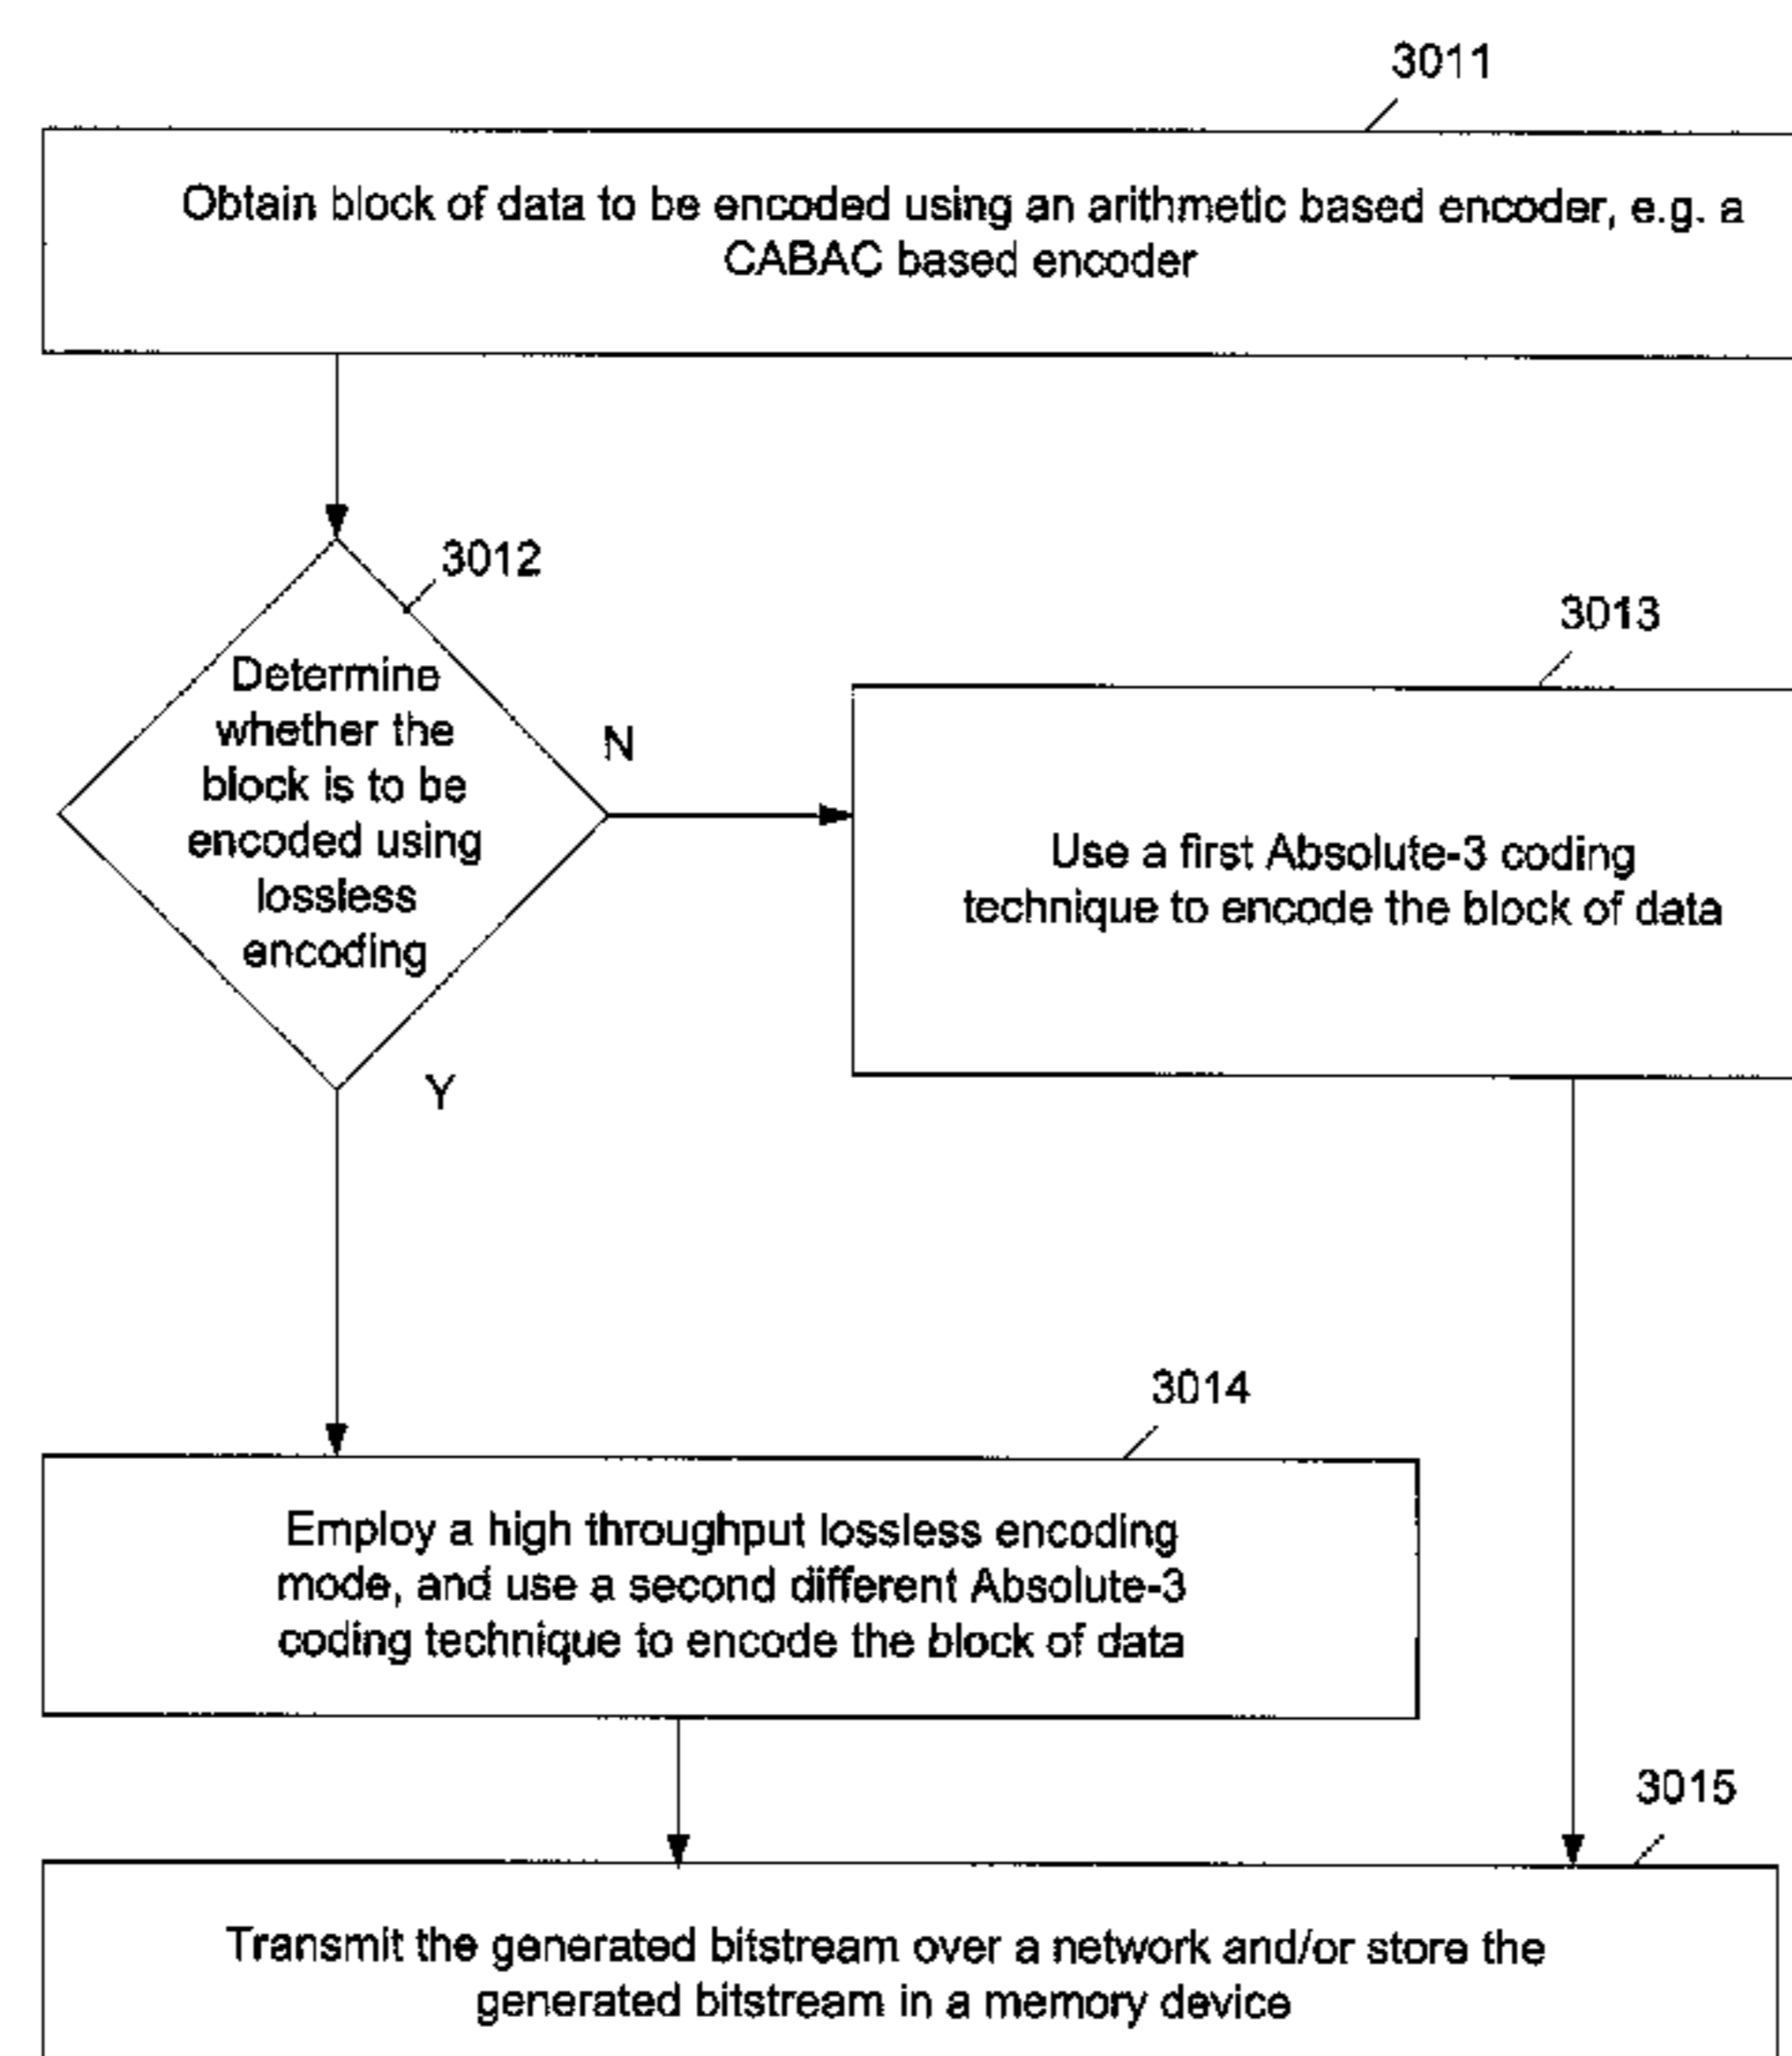 3011
Obtain block of data to be encoded using an arithmetic based encoder, e.g. a
CABAC based encoder
3012
Determine
whether the
block is to be
encoded using
lossless
encoding
N
Y
3013
Use a first Absolute-3 coding
technique to encode the block of data
3014
Employ a high throughput lossless encoding
mode, and use a second different Absolute-3
coding technique to encode the block of data
3015
Transmit the generated bitstream over a network and/or store the
generated bitstream in a memory device